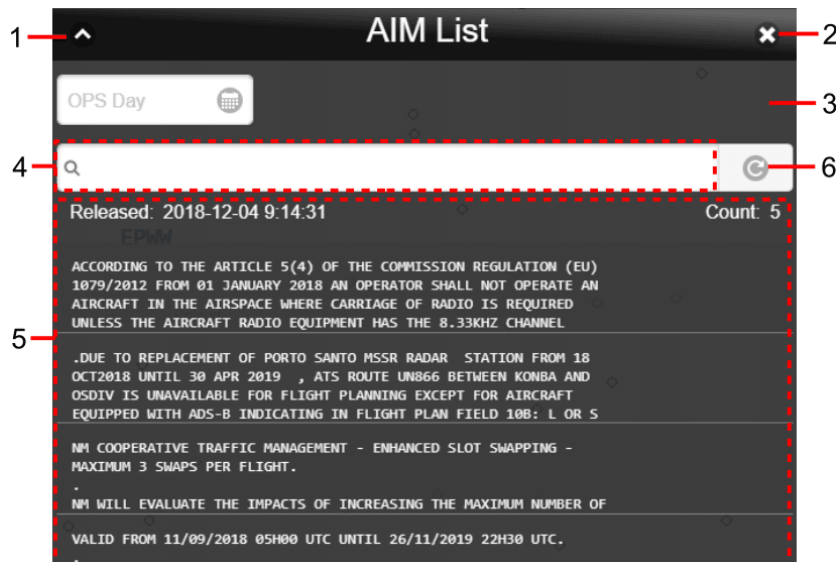 AIM List
1
2
OPS Day
3
4
6
Released: 2018-12-04 9:14:31 Count: 5
EPWW
ACCORDING TO THE ARTICLE 5(4) OF THE COMMISSION REGULATION (EU)
1079/2012 FROM 01 JANUARY 2018 AN OPERATOR SHALL NOT OPERATE AN
AIRCRAFT IN THE AIRSPACE WHERE CARRIAGE OF RADIO IS REQUIRED
UNLESS THE AIRCRAFT RADIO EQUIPMENT HAS THE 8.33KHZ CHANNEL
5
.DUE TO REPLACEMENT OF PORTO SANTO MSSR RADAR STATION FROM 18
OCT2018 UNTIL 30 APR 2019 , ATS ROUTE UN866 BETWEEN KONBA AND
OSDIV IS UNAVAILABLE FOR FLIGHT PLANNING EXCEPT FOR AIRCRAFT
EQUIPPED WITH ADS-B INDICATING IN FLIGHT PLAN FIELD 10B: L OR S
NM COOPERATIVE TRAFFIC MANAGEMENT - ENHANCED SLOT SWAPPING -
MAXIMUM 3 SWAPS PER FLIGHT.
.
NM WILL EVALUATE THE IMPACTS OF INCREASING THE MAXIMUM NUMBER OF
VALID FROM 11/09/2018 05H00 UTC UNTIL 26/11/2019 22H30 UTC.
.